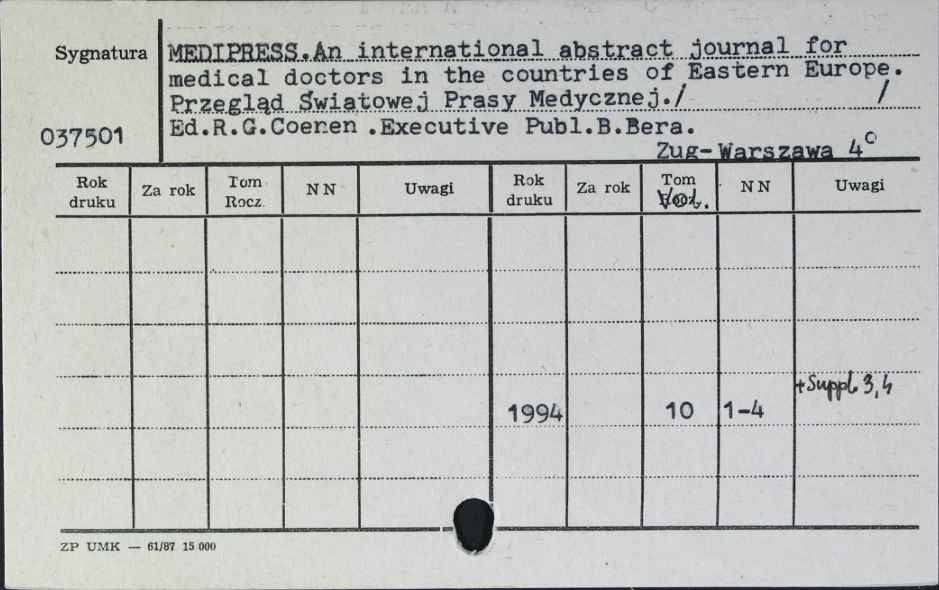 Sygnatura
MEDIPRESS.An international abstract journal for
medical doctors in the countries of Eastern Europe.
Przegląd Światowej Prasy Medycznej./ /
037501
Ed.R.G.Coenen .Executive Publ.B.Bera.
Zug-Warszawa 4°
Rok druku Za rok Tom Rocz. NN Uwagi Rok druku Za rok Tom Vol. NN Uwagi
1994 10 1-4 +Suppl. 3,4
ZP UMK — 61/87 15 000